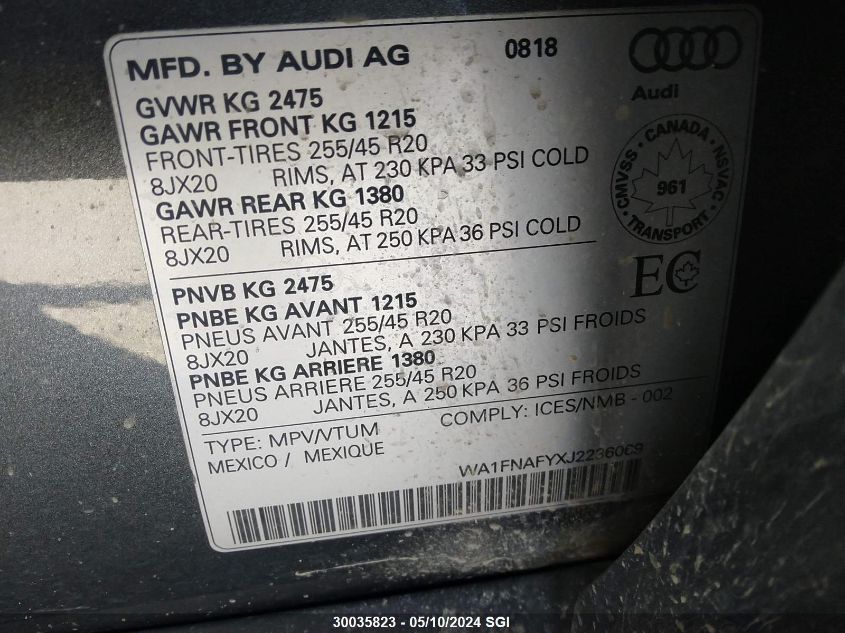 MFD. BY AUDI AG 0818
Audi
GVWR KG 2475
GAWR FRONT KG 1215
FRONT-TIRES 255/45 R20
8JX20 RIMS, AT 230 KPA 33 PSI COLD
GAWR REAR KG 1380
REAR-TIRES 255/45 R20
8JX20 RIMS, AT 250 KPA 36 PSI COLD
CANADA
CMVSS - NSVAC
961
TRANSPORT
EC
PNVB KG 2475
PNBE KG AVANT 1215
PNEUS AVANT 255/45 R20
8JX20 JANTES, A 230 KPA 33 PSI FROIDS
PNBE KG ARRIERE 1380
PNEUS ARRIERE 255/45 R20
8JX20 JANTES, A 250 KPA 36 PSI FROIDS
TYPE: MPV/VTUM COMPLY: ICES/NMB - 002
MEXICO / MEXIQUE
WA1FNAFYXJ22360C9
30035823 - 05/10/2024 SGI